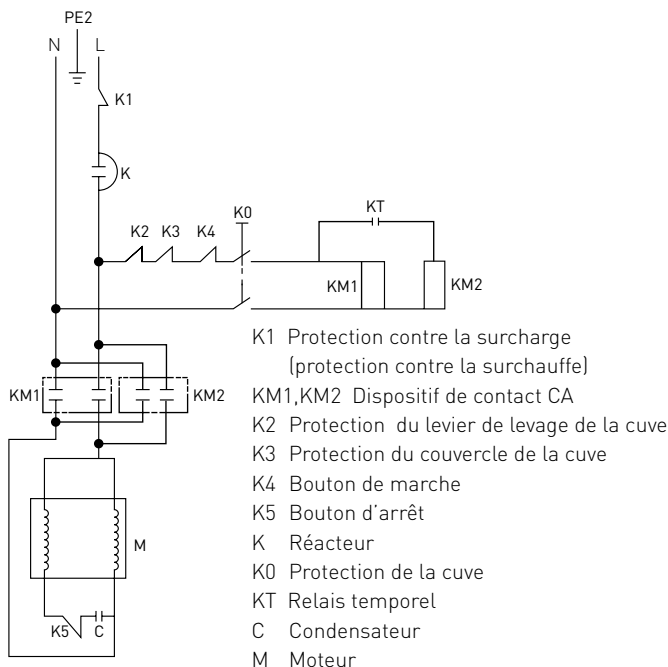 PE2
N L
K1
K
K0
K2 K3 K4
KT
KM1
KM2
KM1
KM2
M
K5
C
K1 Protection contre la surcharge
(protection contre la surchauffe)
KM1,KM2 Dispositif de contact CA
K2 Protection du levier de levage de la cuve
K3 Protection du couvercle de la cuve
K4 Bouton de marche
K5 Bouton d'arrêt
K Réacteur
K0 Protection de la cuve
KT Relais temporel
C Condensateur
M Moteur